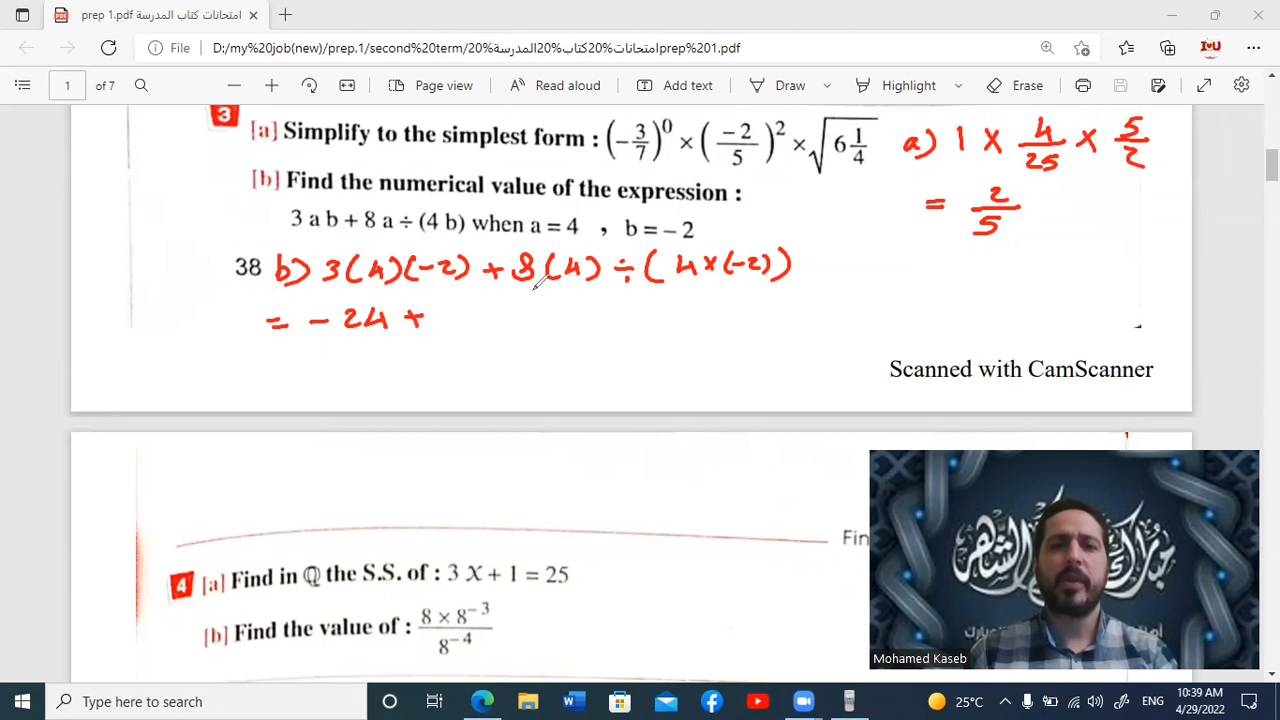 امتحانات كتاب المدرسة prep 1.pdf
File D:/my%20job(new)/prep.1/second%20term/20%امتحانات%20كتاب%20المدرسةprep%201.pdf
1 of 7 Page view Read aloud Add text Draw Highlight Erase
3
[a] Simplify to the simplest form : (-3/7)^0 × (-2/5)^2 × √(6 1/4)
a) 1 × 4/25 × 5/2
= 2/5
[b] Find the numerical value of the expression :
3 a b + 8 a ÷ (4 b) when a = 4 , b = – 2
38 b) 3(4)(-2) + 8(4) ÷ (4×(-2))
= - 24 +
Scanned with CamScanner
Fin
4 [a] Find in ℚ the S.S. of : 3 X + 1 = 25
[b] Find the value of : (8 × 8^-3)/(8^-4)
Mohamed Kaseb
Type here to search
25°C ENG 10:39 AM
4/29/2022